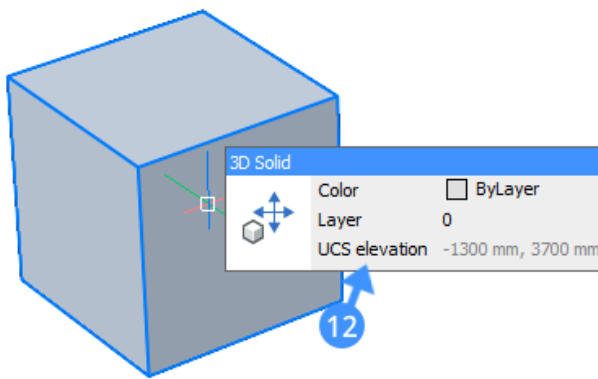 3D Solid
Color ByLayer
Layer 0
UCS elevation -1300 mm, 3700 mm
12